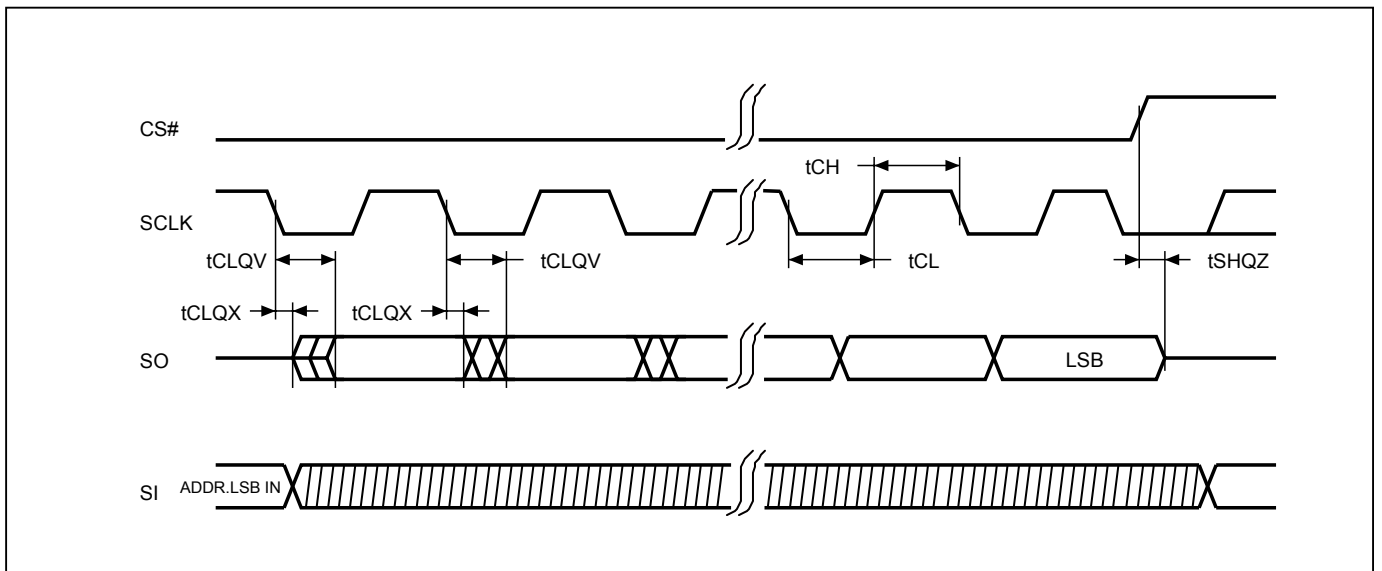 CS#
tCH
SCLK
tCLQV
tCLQV
tCL
tSHQZ
tCLQX
tCLQX
SO
LSB
SI
ADDR.LSB IN